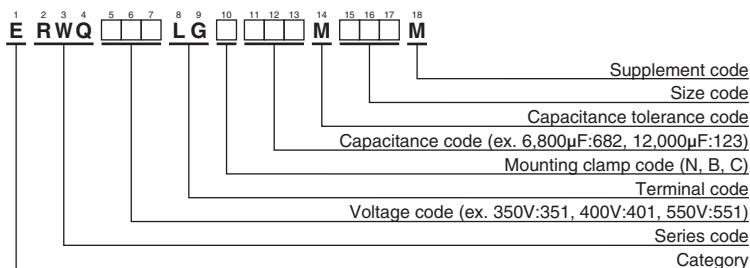 1 2 3 4 5 6 7 8 9 10 11 12 13 14 15 16 17 18
E RWQ □□□ LG □ □□□ M □□□ M
Supplement code
Size code
Capacitance tolerance code
Capacitance code (ex. 6,800µF:682, 12,000µF:123)
Mounting clamp code (N, B, C)
Terminal code
Voltage code (ex. 350V:351, 400V:401, 550V:551)
Series code
Category